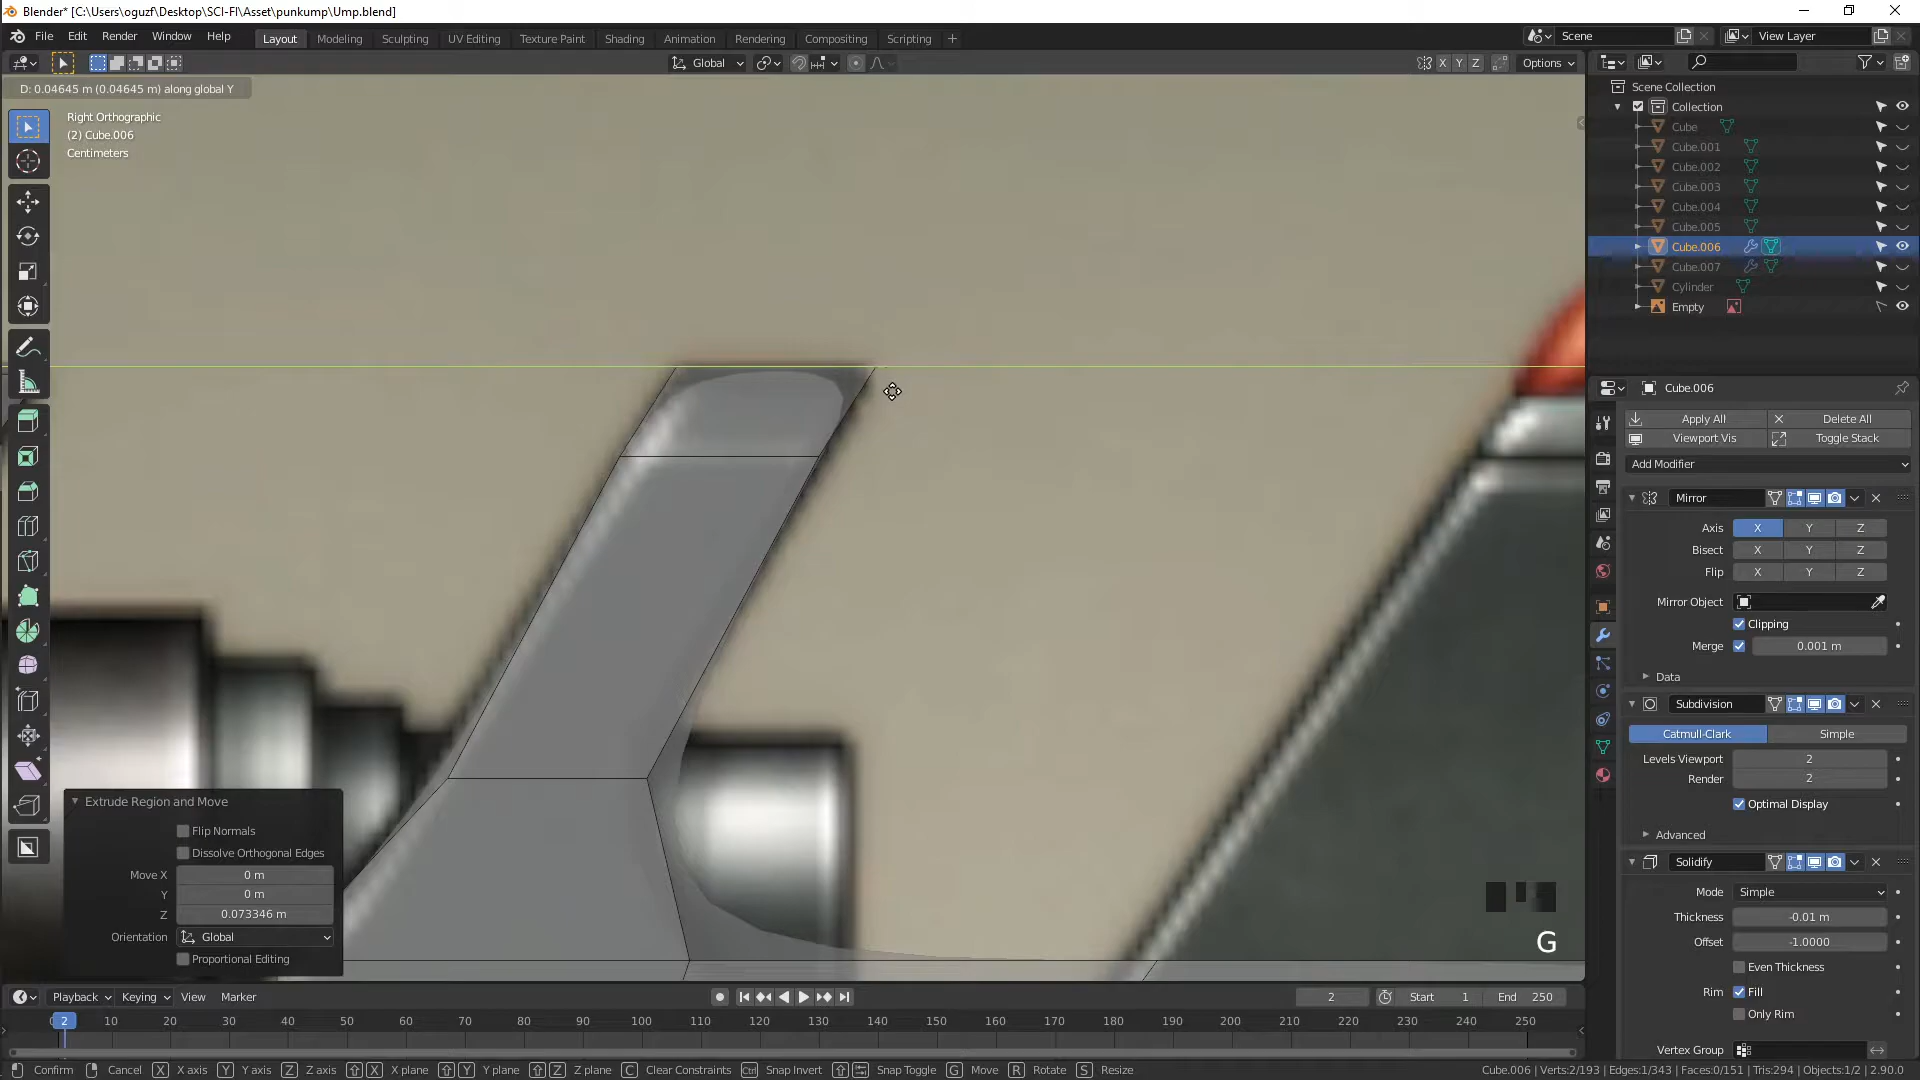 Blender* [C:\Users\oguzf\Desktop\SCI-FI\Asset\punkump\Ump.blend]
File Edit Render Window Help Layout Modeling Sculpting UV Editing Texture Paint Shading Animation Rendering Compositing Scripting + Scene View Layer
Global X Y Z Options
D: 0.04645 m (0.04645 m) along global Y
Right Orthographic
(2) Cube.006
Centimeters
Scene Collection
Collection
Cube
Cube.001
Cube.002
Cube.003
Cube.004
Cube.005
Cube.006
Cube.007
Cylinder
Empty
Cube.006
Apply All Delete All
Viewport Vis Toggle Stack
Add Modifier
Mirror
Axis X Y Z
Bisect X Y Z
Flip X Y Z
Mirror Object
Clipping
Merge 0.001 m
Data
Subdivision
Catmull-Clark Simple
Levels Viewport 2
Render 2
Optimal Display
Advanced
Solidify
Mode Simple
Thickness -0.01 m
Offset -1.0000
Even Thickness
Rim Fill
Only Rim
Vertex Group
Extrude Region and Move
Flip Normals
Dissolve Orthogonal Edges
Move X 0 m
Y 0 m
Z 0.073346 m
Orientation Global
Proportional Editing
G
Playback Keying View Marker 2 Start 1 End 250
2 10 20 30 40 50 60 70 80 90 100 110 120 130 140 150 160 170 180 190 200 210 220 230 240 250
Confirm Cancel X X axis Y Y axis Z Z axis X X plane Y Y plane Z Z plane C Clear Constraints Ctrl Snap Invert Snap Toggle G Move R Rotate S Resize Cube.006 | Verts:2/193 | Edges:1/343 | Faces:0/151 | Tris:294 | Objects:1/2 | 2.90.0